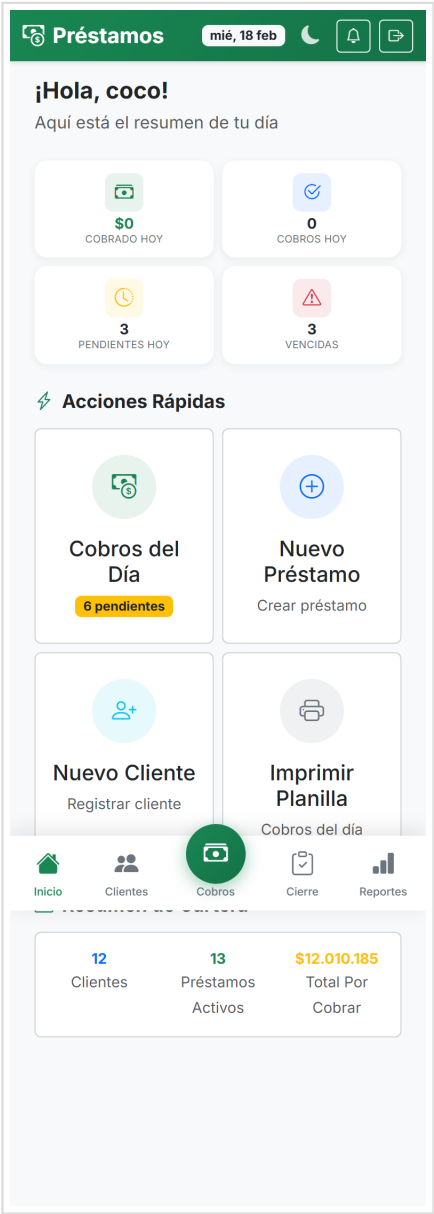 Préstamos
mié, 18 feb
¡Hola, coco!
Aquí está el resumen de tu día
$0
COBRADO HOY
0
COBROS HOY
3
PENDIENTES HOY
3
VENCIDAS
Acciones Rápidas
Cobros del
Día
6 pendientes
Nuevo
Préstamo
Crear préstamo
Nuevo Cliente
Registrar cliente
Imprimir
Planilla
Cobros del día
Inicio
Clientes
Cobros
Cierre
Reportes
Resumen de Cartera
12
Clientes
13
Préstamos
Activos
$12.010.185
Total Por
Cobrar